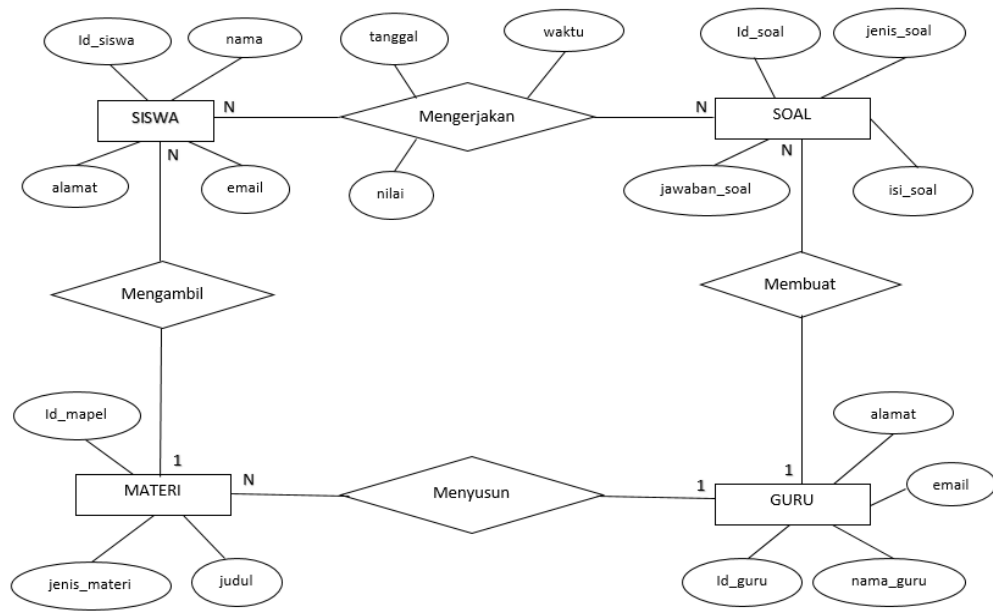 Id_siswa
nama
tanggal
waktu
Id_soal
jenis_soal
SISWA
N
Mengerjakan
N
SOAL
N
N
alamat
email
nilai
jawaban_soal
isi_soal
Mengambil
Membuat
Id_mapel
alamat
1
N
1
1
MATERI
Menyusun
GURU
email
jenis_materi
judul
Id_guru
nama_guru